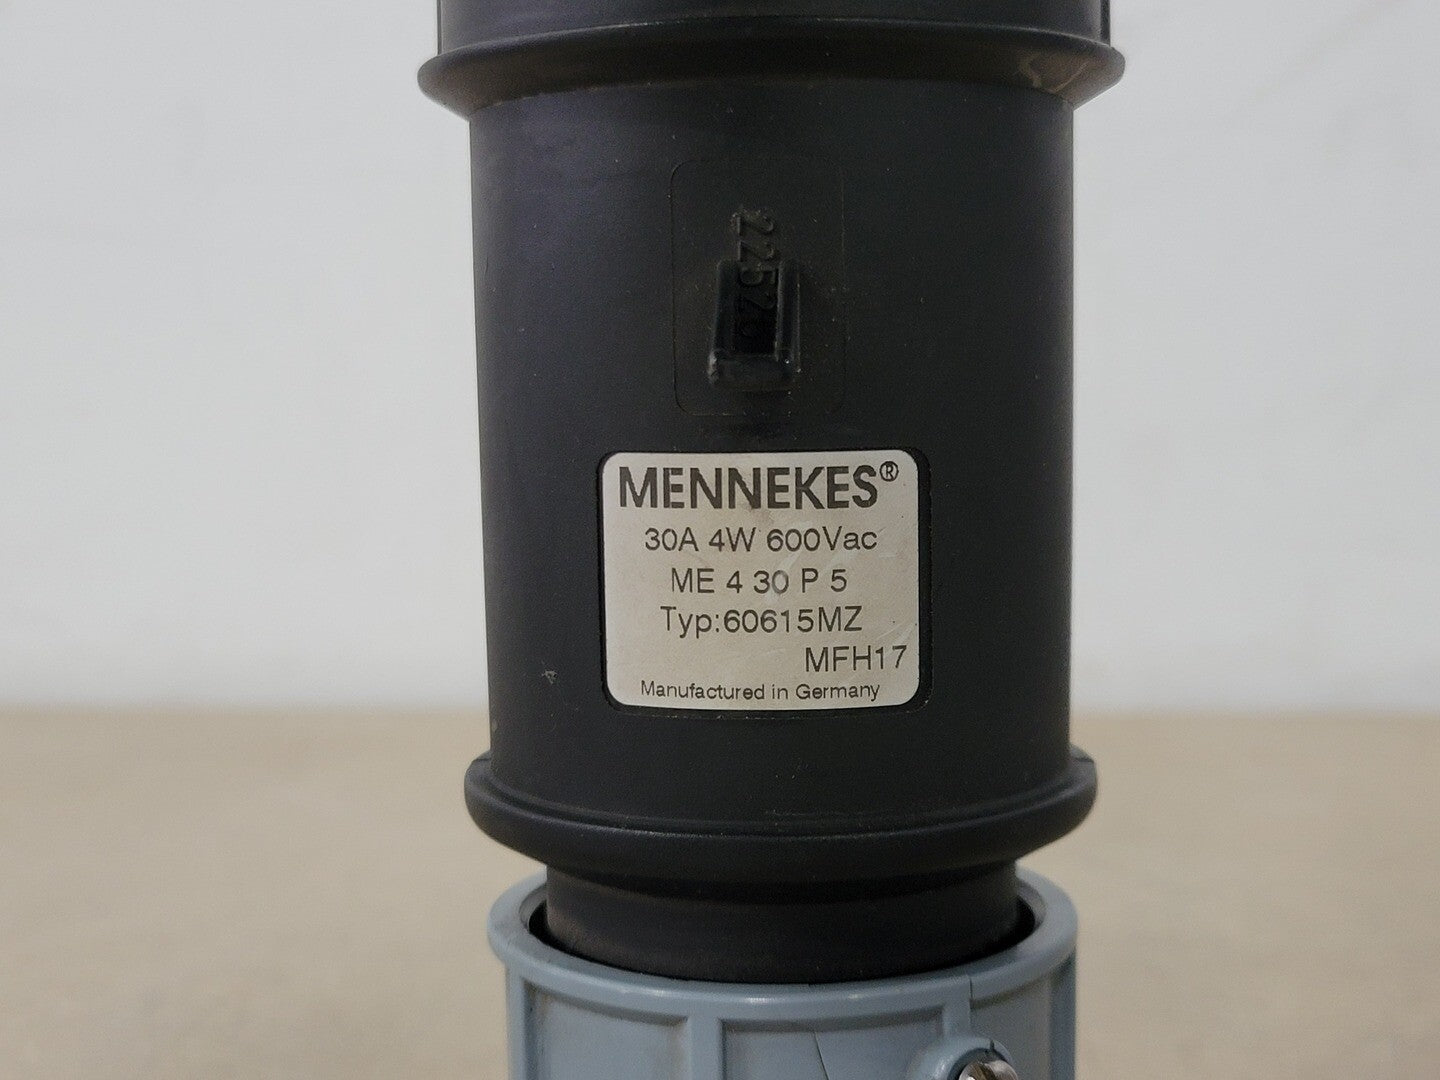 MENNEKES®
30A 4W 600Vac
ME 4 30 P 5
Typ:60615MZ
MFH17
Manufactured in Germany